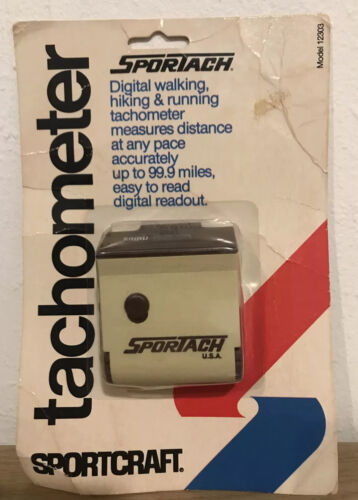 Model 12303
tachometer
SPORTACH.
Digital walking,
hiking & running
tachometer
measures distance
at any pace
accurately
up to 99.9 miles,
easy to read
digital readout.
SPORTACH
U.S.A.
SPORTCRAFT.